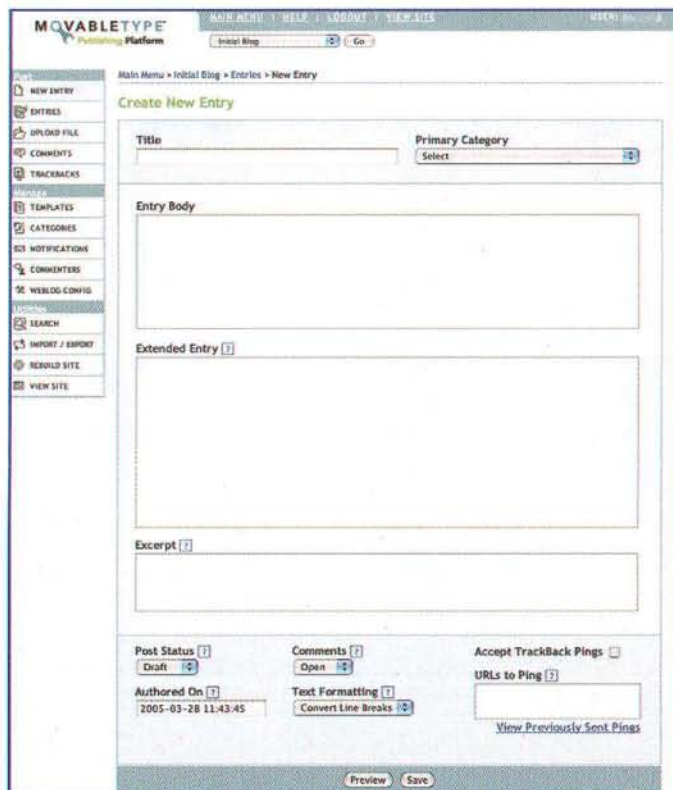 MOVABLETYPE
Publishing Platform
MAIN MENU | HELP | LOGOUT | VIEW SITE
USER:
Initial Blog Go
Main Menu > Initial Blog > Entries > New Entry
Post
NEW ENTRY
ENTRIES
UPLOAD FILE
COMMENTS
TRACKBACKS
Manage
TEMPLATES
CATEGORIES
NOTIFICATIONS
COMMENTERS
WEBLOG CONFIG
Utilities
SEARCH
IMPORT / EXPORT
REBUILD SITE
VIEW SITE
Create New Entry
Title Primary Category
Select
Entry Body
Extended Entry [?]
Excerpt [?]
Post Status [?] Comments [?] Accept TrackBack Pings
Draft Open
URLs to Ping [?]
Authored On [?] Text Formatting [?]
2005-03-28 11:43:45 Convert Line Breaks
View Previously Sent Pings
Preview Save